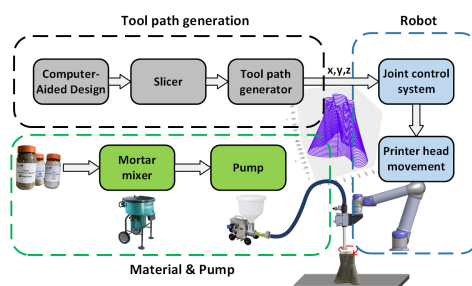 Tool path generation
Robot
Computer-
Aided Design
Slicer
Tool path
generator
x,y,z
Joint control
system
Printer head
movement
Mortar
mixer
Pump
Material & Pump